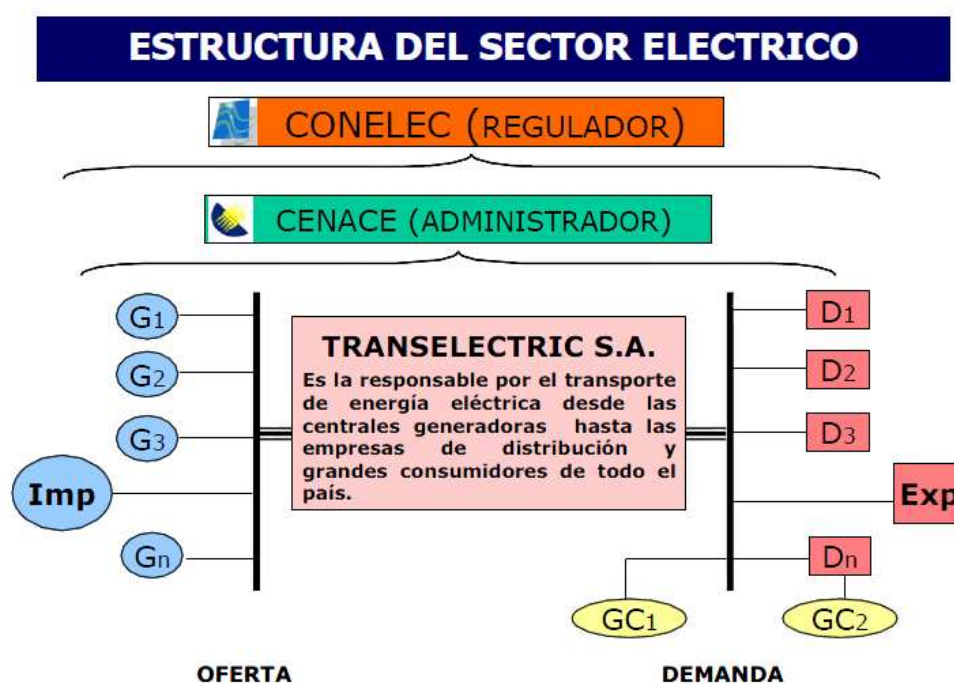 ESTRUCTURA DEL SECTOR ELECTRICO
CONELEC (REGULADOR)
CENACE (ADMINISTRADOR)
G1
G2
G3
Imp
Gn
TRANSELECTRIC S.A.
Es la responsable por el transporte
de energía eléctrica desde las
centrales generadoras hasta las
empresas de distribución y
grandes consumidores de todo el
país.
D1
D2
D3
Exp
Dn
GC1
GC2
OFERTA
DEMANDA